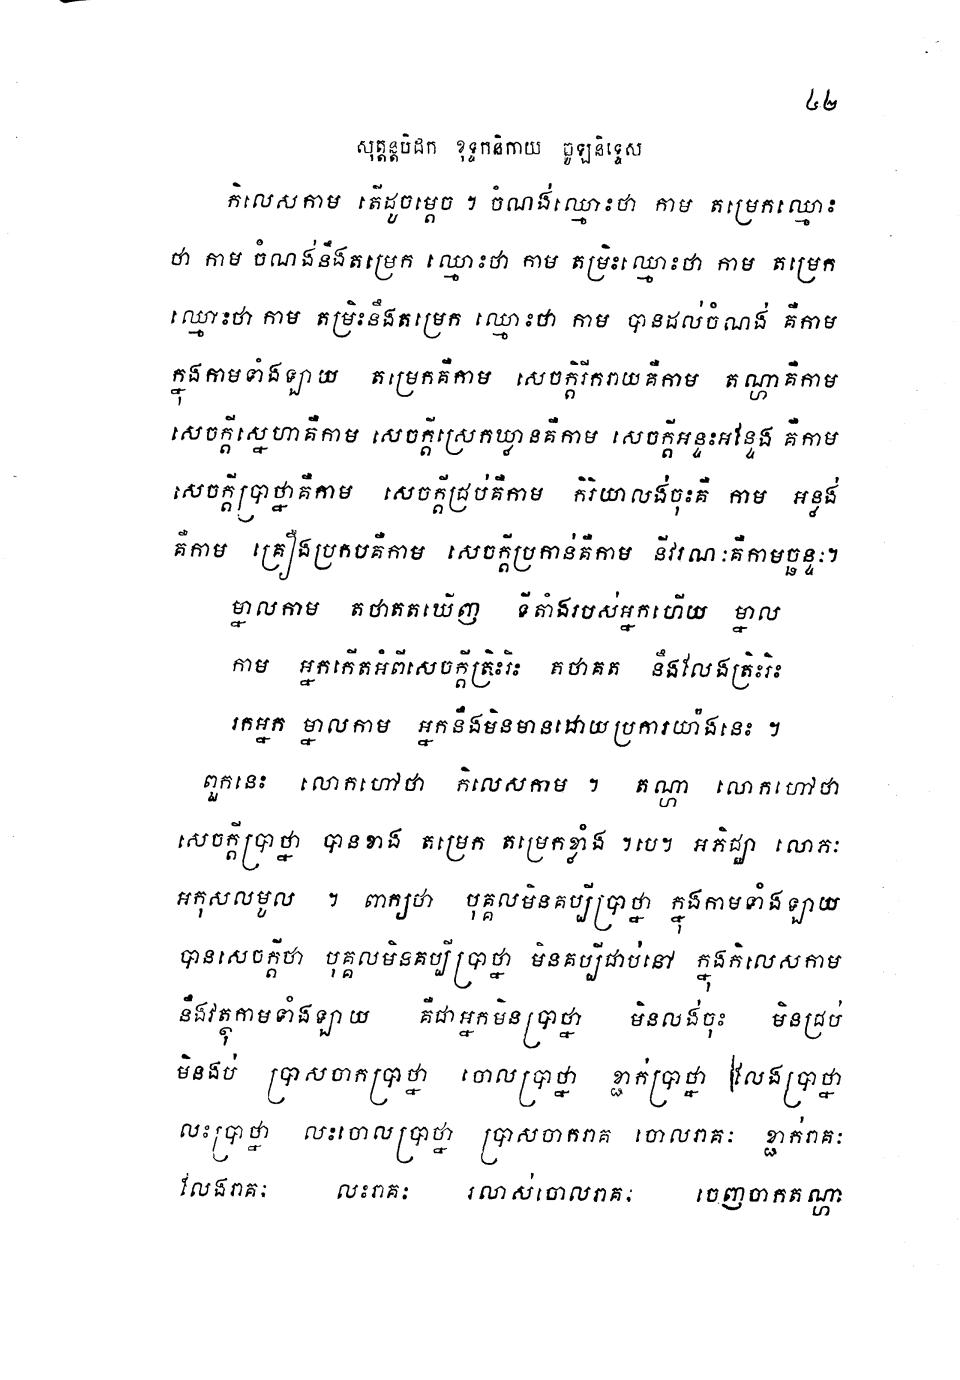 ៤២
សុត្តន្តបិដក ខុទ្ទកនិកាយ ចូឡនិទ្ទេស
កិលេសកាម តើដូចម្តេច ។ ចំណង់ឈ្មោះថា កាម តម្រេកឈ្មោះ
ថា កាម ចំណង់នឹងតម្រេក ឈ្មោះថា កាម តម្រិះឈ្មោះថា កាម តម្រេក
ឈ្មោះថា កាម តម្រិះនឹងតម្រេក ឈ្មោះថា កាម បានដល់ចំណង់ គឺកាម
ក្នុងកាមទាំងឡាយ តម្រេកគឺកាម សេចក្តីរីករាយគឺកាម តណ្ហាគឺកាម
សេចក្តីស្នេហាគឺកាម សេចក្តីស្រេកឃ្លានគឺកាម សេចក្តីអន្ទះអន្ទែង គឺកាម
សេចក្តីប្រាថ្នាគឺកាម សេចក្តីជ្រប់គឺកាម កិរិយាលង់ចុះគឺ កាម អន្លង់
គឺកាម គ្រឿងប្រកបគឺកាម សេចក្តីប្រកាន់គឺកាម នីវរណៈគឺកាមច្ឆន្ទៈ។
ម្នាលកាម តថាគតឃើញ ទីតាំងរបស់អ្នកហើយ ម្នាល
កាម អ្នកកើតអំពីសេចក្តីត្រិះរិះ តថាគត នឹងលែងត្រិះរិះ
រកអ្នក ម្នាលកាម អ្នកនឹងមិនមានដោយប្រការយ៉ាងនេះ ។
ពួកនេះ លោកហៅថា កិលេសកាម ។ តណ្ហា លោកហៅថា
សេចក្តីប្រាថ្នា បានខាង តម្រេក តម្រេកខ្លាំង ។បេ។ អភិជ្ឈា លោភៈ
អកុសលមូល ។ ពាក្យថា បុគ្គលមិនគប្បីប្រាថ្នា ក្នុងកាមទាំងឡាយ
បានសេចក្តីថា បុគ្គលមិនគប្បីប្រាថ្នា មិនគប្បីជាប់នៅ ក្នុងកិលេសកាម
នឹងវត្ថុកាមទាំងឡាយ គឺជាអ្នកមិនប្រាថ្នា មិនលង់ចុះ មិនជ្រប់
មិនងប់ ប្រាសចាកប្រាថ្នា ចោលប្រាថ្នា ខ្ជាក់ប្រាថ្នា លែងប្រាថ្នា
លះប្រាថ្នា លះចោលប្រាថ្នា ប្រាសចាករាគ ចោលរាគៈ ខ្ជាក់រាគៈ
លែងរាគៈ លះរាគៈ រលាស់ចោលរាគៈ ចេញចាកតណ្ហា